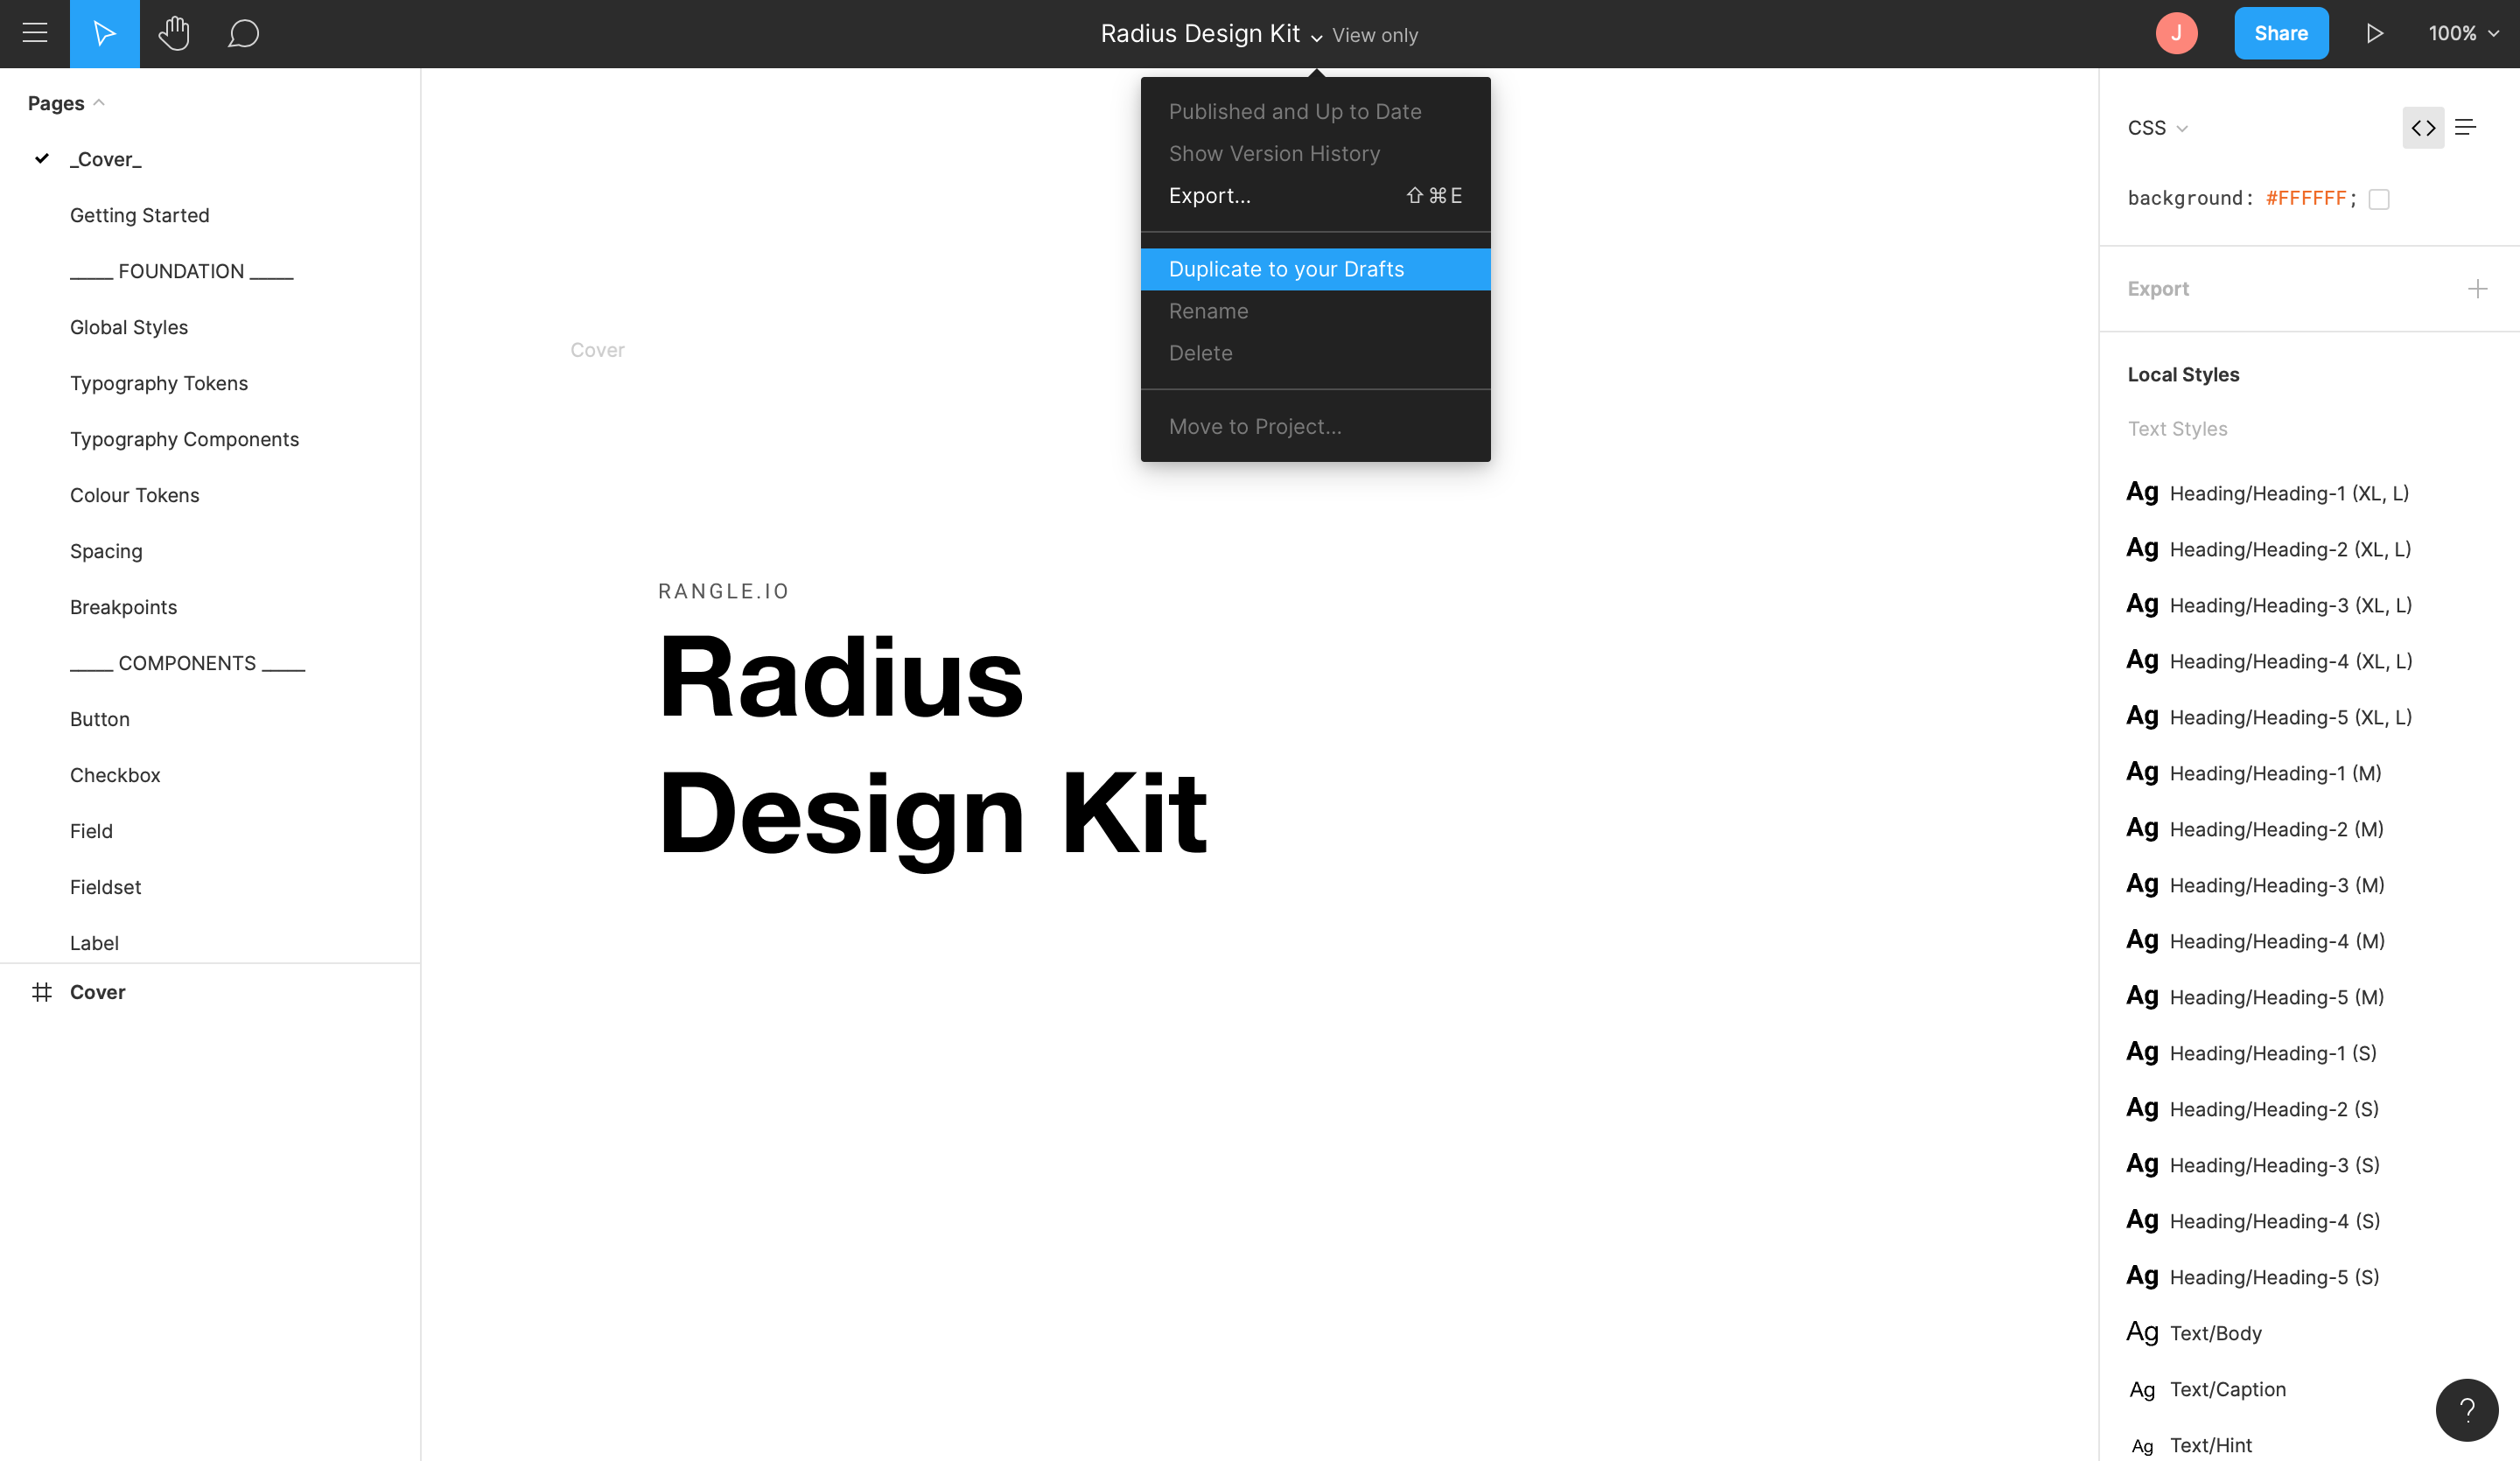 Radius Design Kit View only
J
Share
100%
Published and Up to Date
Show Version History
Export... ⇧⌘E
Duplicate to your Drafts
Rename
Delete
Move to Project...
Pages
_Cover_
Getting Started
_____ FOUNDATION _____
Global Styles
Typography Tokens
Typography Components
Colour Tokens
Spacing
Breakpoints
_____ COMPONENTS _____
Button
Checkbox
Field
Fieldset
Label
Cover
Cover
RANGLE.IO
Radius
Design Kit
CSS
background: #FFFFFF;
Export
Local Styles
Text Styles
Ag Heading/Heading-1 (XL, L)
Ag Heading/Heading-2 (XL, L)
Ag Heading/Heading-3 (XL, L)
Ag Heading/Heading-4 (XL, L)
Ag Heading/Heading-5 (XL, L)
Ag Heading/Heading-1 (M)
Ag Heading/Heading-2 (M)
Ag Heading/Heading-3 (M)
Ag Heading/Heading-4 (M)
Ag Heading/Heading-5 (M)
Ag Heading/Heading-1 (S)
Ag Heading/Heading-2 (S)
Ag Heading/Heading-3 (S)
Ag Heading/Heading-4 (S)
Ag Heading/Heading-5 (S)
Ag Text/Body
Ag Text/Caption
Ag Text/Hint
?